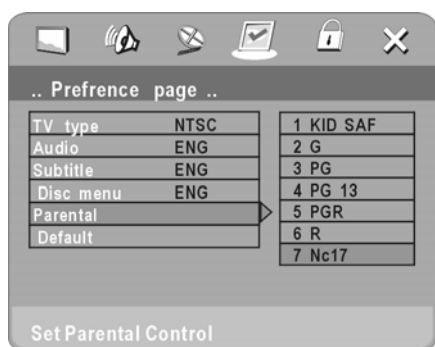 .. Prefrence page ..
TV type NTSC
Audio ENG
Subtitle ENG
Disc menu ENG
Parental
Default
1 KID SAF
2 G
3 PG
4 PG 13
5 PGR
6 R
7 Nc17
Set Parental Control